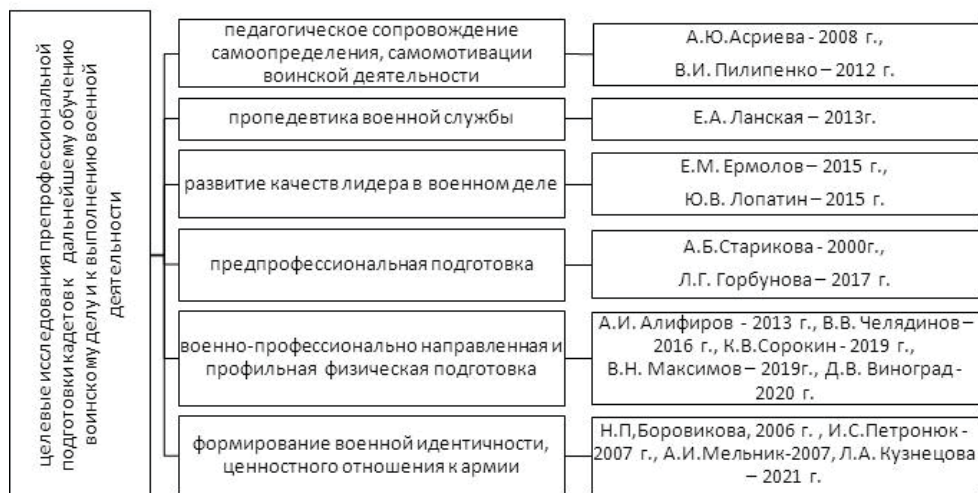 целевые исследования препрофессиональной
подготовки кадетов к дальнейшему обучению
воинскому делу и к выполнению военной
деятельности
педагогическое сопровождение
самоопределения, самомотивации
воинской деятельности
А.Ю.Асриева - 2008 г.,
В.И. Пилипенко – 2012 г.
пропедевтика военной службы
Е.А. Ланская – 2013г.
развитие качеств лидера в военном деле
Е.М. Ермолов – 2015 г.,
Ю.В. Лопатин – 2015 г.
предпрофессиональная подготовка
А.Б.Старикова - 2000г.,
Л.Г. Горбунова – 2017 г.
военно-профессионально направленная и
профильная физическая подготовка
А.И. Алифиров - 2013 г., В.В. Челядинов –
2016 г., К.В.Сорокин - 2019 г.,
В.Н. Максимов – 2019г., Д.В. Виноград -
2020 г.
формирование военной идентичности,
ценностного отношения к армии
Н.П,Боровикова, 2006 г. , И.С.Петронюк -
2007 г., А.И.Мельник-2007, Л.А. Кузнецова
– 2021 г.